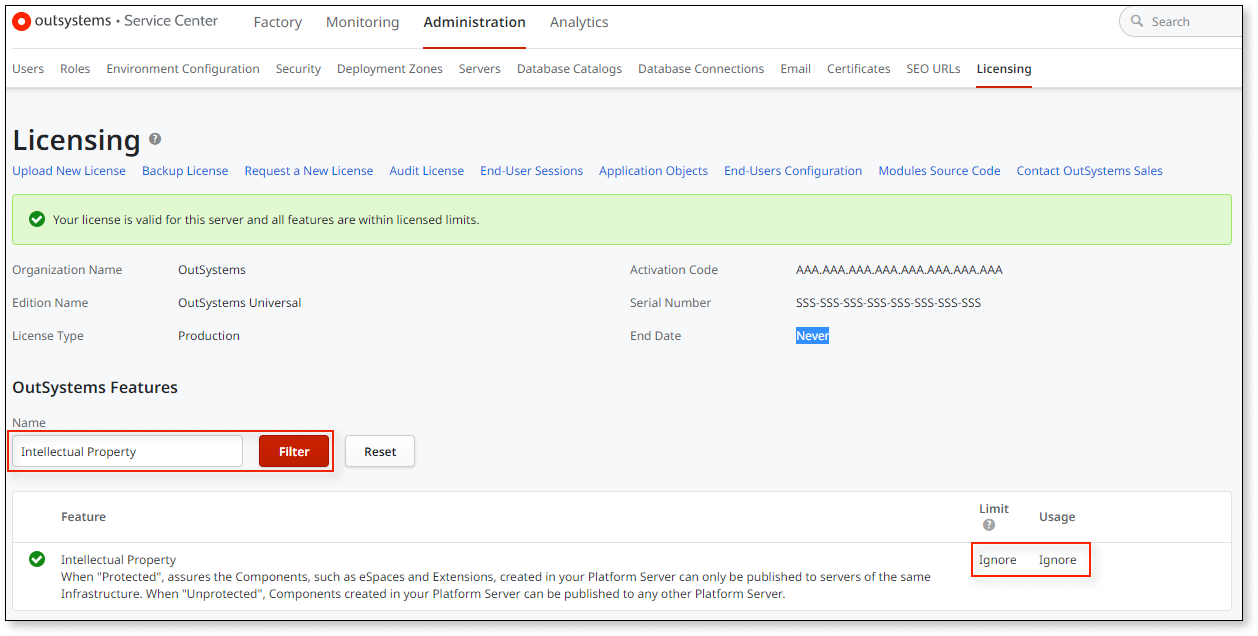 outsystems • Service Center Factory Monitoring Administration Analytics Search
Users Roles Environment Configuration Security Deployment Zones Servers Database Catalogs Database Connections Email Certificates SEO URLs Licensing
Licensing ?
Upload New License Backup License Request a New License Audit License End-User Sessions Application Objects End-Users Configuration Modules Source Code Contact OutSystems Sales
Your license is valid for this server and all features are within licensed limits.
Organization Name OutSystems Activation Code AAA.AAA.AAA.AAA.AAA.AAA.AAA.AAA
Edition Name OutSystems Universal Serial Number SSS-SSS-SSS-SSS-SSS-SSS-SSS-SSS
License Type Production End Date Never
OutSystems Features
Name
Intellectual Property Filter Reset
Feature Limit ? Usage
Intellectual Property Ignore Ignore
When "Protected", assures the Components, such as eSpaces and Extensions, created in your Platform Server can only be published to servers of the same
Infrastructure. When "Unprotected", Components created in your Platform Server can be published to any other Platform Server.